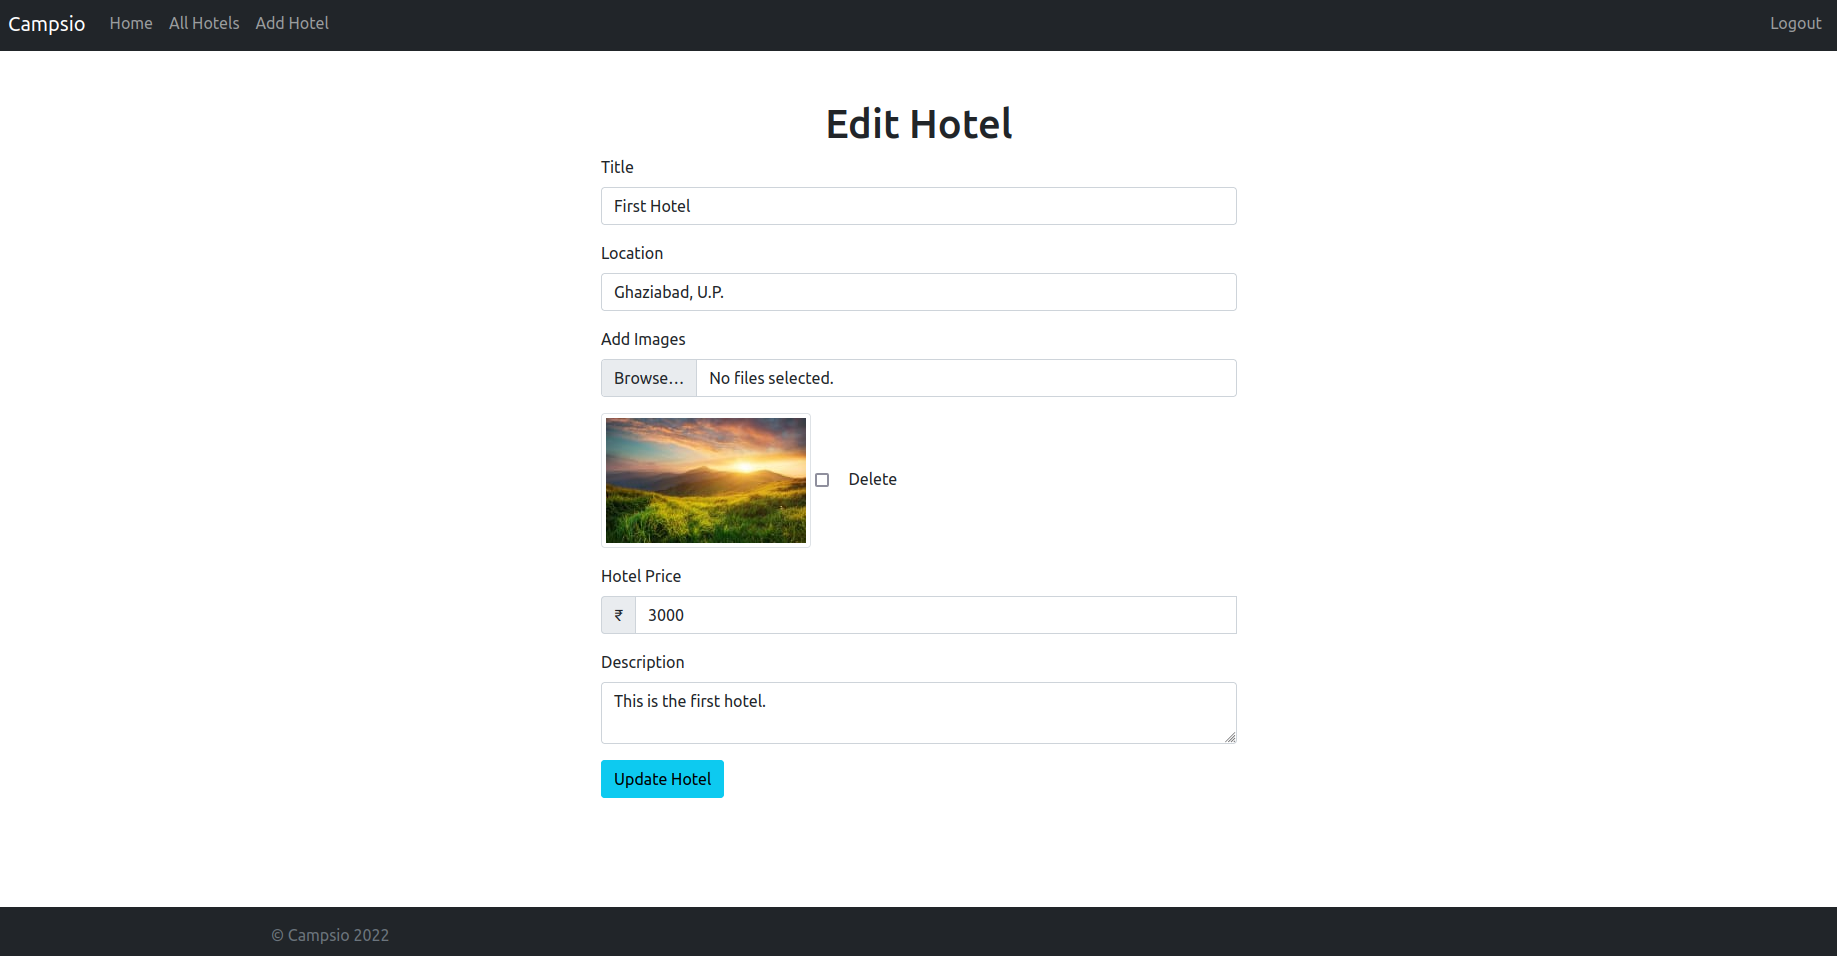 Campsio Home All Hotels Add Hotel Logout
Edit Hotel
Title
First Hotel
Location
Ghaziabad, U.P.
Add Images
Browse… No files selected.
Delete
Hotel Price
₹ 3000
Description
This is the first hotel.
Update Hotel
© Campsio 2022